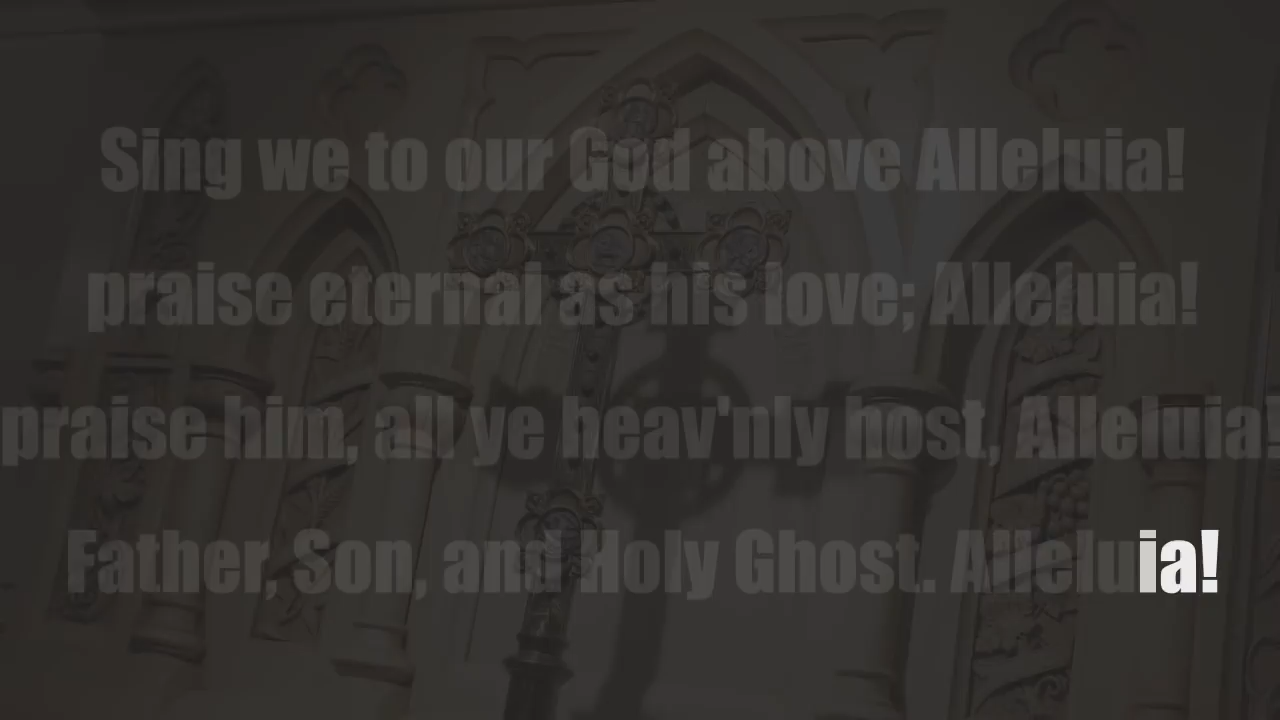 Sing we to our God above Alleluia!
praise eternal as his love; Alleluia!
praise him, all ye heav'nly host, Alleluia!
Father, Son, and Holy Ghost. Alleluia!